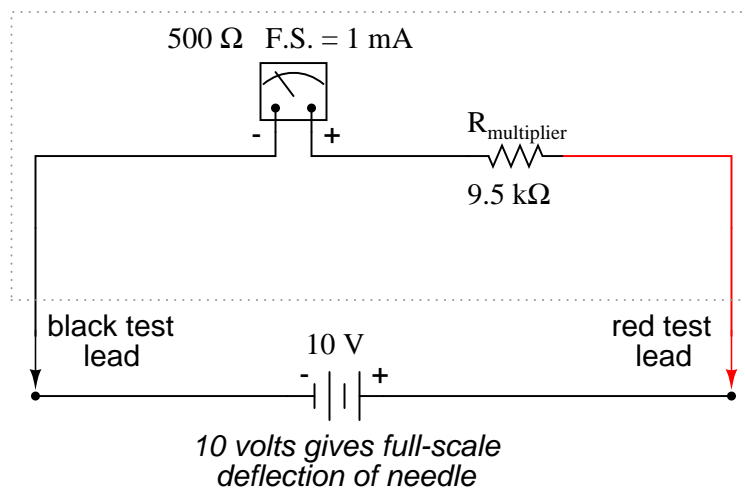 500 Ω F.S. = 1 mA
- +
Rmultiplier
9.5 kΩ
black test
lead
red test
lead
10 V
- +
10 volts gives full-scale
deflection of needle